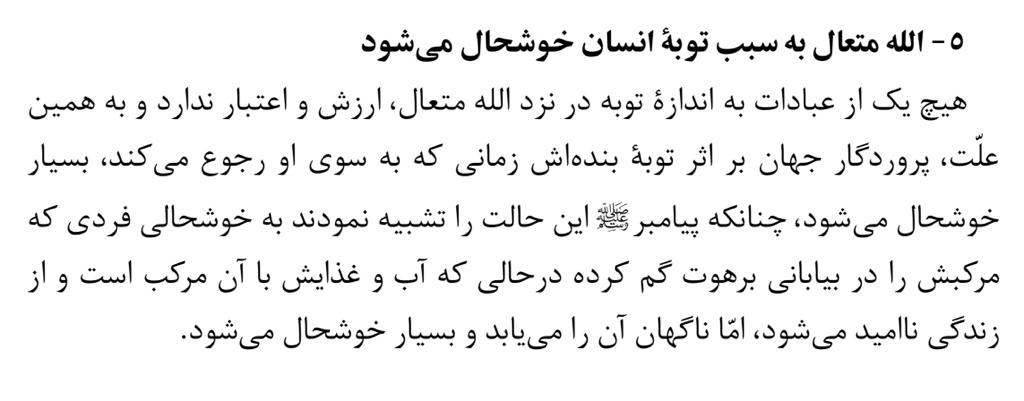 ۵- الله متعال به سبب توبهٔ انسان خوشحال می‌شود
هیچ یک از عبادات به اندازهٔ توبه در نزد الله متعال، ارزش و اعتبار ندارد و به همین
علّت، پروردگار جهان بر اثر توبهٔ بنده‌اش زمانی که به سوی او رجوع می‌کند، بسیار
خوشحال می‌شود، چنانکه پیامبر ﷺ این حالت را تشبیه نمودند به خوشحالی فردی که
مرکبش را در بیابانی برهوت گم کرده درحالی که آب و غذایش با آن مرکب است و از
زندگی ناامید می‌شود، امّا ناگهان آن را می‌یابد و بسیار خوشحال می‌شود.